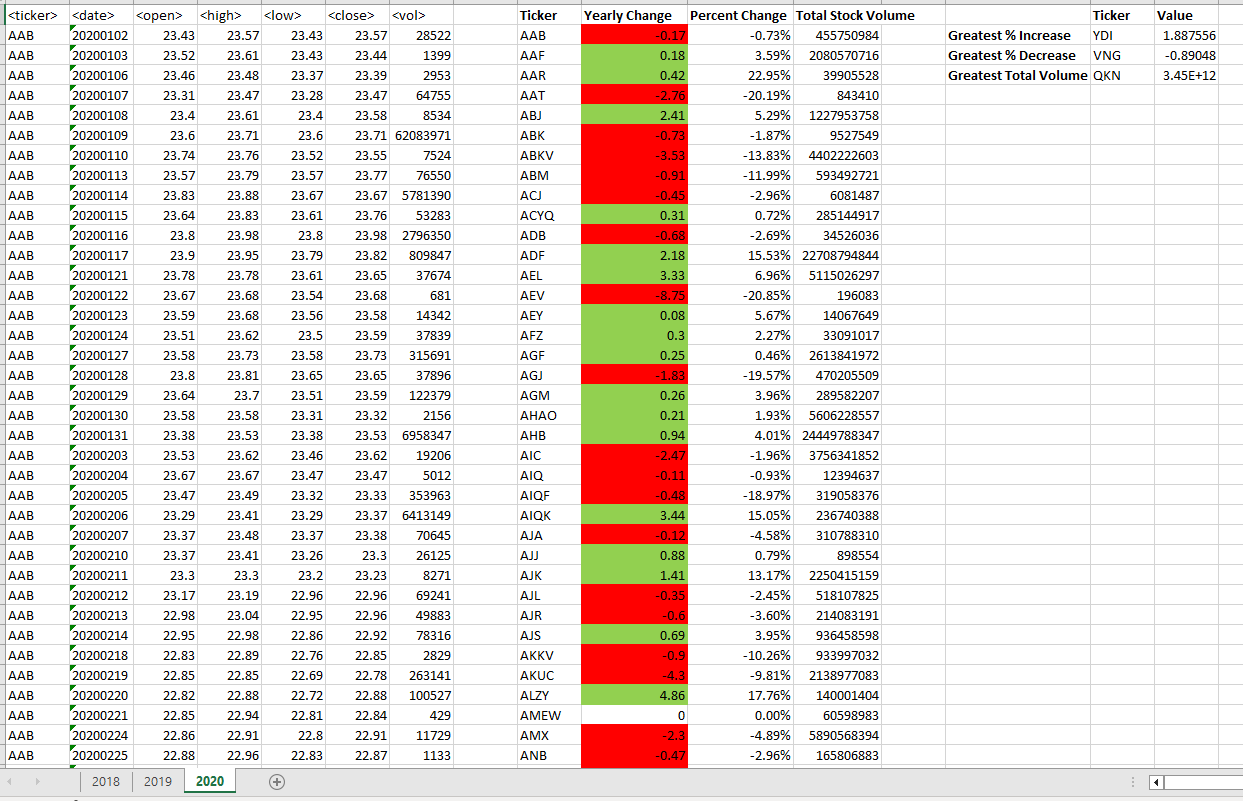 <ticker> <date> <open> <high> <low> <close> <vol> Ticker Yearly Change Percent Change Total Stock Volume Ticker Value
AAB 20200102 23.43 23.57 23.43 23.57 28522 AAB -0.17 -0.73% 455750984 Greatest % Increase YDI 1.887556
AAB 20200103 23.52 23.61 23.43 23.44 1399 AAF 0.18 3.59% 2080570716 Greatest % Decrease VNG -0.89048
AAB 20200106 23.46 23.48 23.37 23.39 2953 AAR 0.42 22.95% 39905528 Greatest Total Volume QKN 3.45E+12
AAB 20200107 23.31 23.47 23.28 23.47 64755 AAT -2.76 -20.19% 843410
AAB 20200108 23.4 23.61 23.4 23.58 8534 ABJ 2.41 5.29% 1227953758
AAB 20200109 23.6 23.71 23.6 23.71 62083971 ABK -0.73 -1.87% 9527549
AAB 20200110 23.74 23.76 23.52 23.55 7524 ABKV -3.53 -13.83% 4402222603
AAB 20200113 23.57 23.79 23.57 23.77 76550 ABM -0.91 -11.99% 593492721
AAB 20200114 23.83 23.88 23.67 23.67 5781390 ACJ -0.45 -2.96% 6081487
AAB 20200115 23.64 23.83 23.61 23.76 53283 ACYQ 0.31 0.72% 285144917
AAB 20200116 23.8 23.98 23.8 23.98 2796350 ADB -0.68 -2.69% 34526036
AAB 20200117 23.9 23.95 23.79 23.82 809847 ADF 2.18 15.53% 22708794844
AAB 20200121 23.78 23.78 23.61 23.65 37674 AEL 3.33 6.96% 5115026297
AAB 20200122 23.67 23.68 23.54 23.68 681 AEV -8.75 -20.85% 196083
AAB 20200123 23.59 23.68 23.56 23.58 14342 AEY 0.08 5.67% 14067649
AAB 20200124 23.51 23.62 23.5 23.59 37839 AFZ 0.3 2.27% 33091017
AAB 20200127 23.58 23.73 23.58 23.73 315691 AGF 0.25 0.46% 2613841972
AAB 20200128 23.8 23.81 23.65 23.65 37896 AGJ -1.83 -19.57% 470205509
AAB 20200129 23.64 23.7 23.51 23.59 122379 AGM 0.26 3.96% 289582207
AAB 20200130 23.58 23.58 23.31 23.32 2156 AHAO 0.21 1.93% 5606228557
AAB 20200131 23.38 23.53 23.38 23.53 6958347 AHB 0.94 4.01% 24449788347
AAB 20200203 23.53 23.62 23.46 23.62 19206 AIC -2.47 -1.96% 3756341852
AAB 20200204 23.67 23.67 23.47 23.47 5012 AIQ -0.11 -0.93% 12394637
AAB 20200205 23.47 23.49 23.32 23.33 353963 AIQF -0.48 -18.97% 319058376
AAB 20200206 23.29 23.41 23.29 23.37 6413149 AIQK 3.44 15.05% 236740388
AAB 20200207 23.37 23.48 23.37 23.38 70645 AJA -0.12 -4.58% 310788310
AAB 20200210 23.37 23.41 23.26 23.3 26125 AJJ 0.88 0.79% 898554
AAB 20200211 23.3 23.3 23.2 23.23 8271 AJK 1.41 13.17% 2250415159
AAB 20200212 23.17 23.19 22.96 22.96 69241 AJL -0.35 -2.45% 518107825
AAB 20200213 22.98 23.04 22.95 22.96 49883 AJR -0.6 -3.60% 214083191
AAB 20200214 22.95 22.98 22.86 22.92 78316 AJS 0.69 3.95% 936458598
AAB 20200218 22.83 22.89 22.76 22.85 2829 AKKV -0.9 -10.26% 933997032
AAB 20200219 22.85 22.85 22.69 22.78 263141 AKUC -4.3 -9.81% 2138977083
AAB 20200220 22.82 22.88 22.72 22.88 100527 ALZY 4.86 17.76% 140001404
AAB 20200221 22.85 22.94 22.81 22.84 429 AMEW 0 0.00% 60598983
AAB 20200224 22.86 22.91 22.8 22.91 11729 AMX -2.3 -4.89% 5890568394
AAB 20200225 22.88 22.96 22.83 22.87 1133 ANB -0.47 -2.96% 165806883
2018 2019 2020